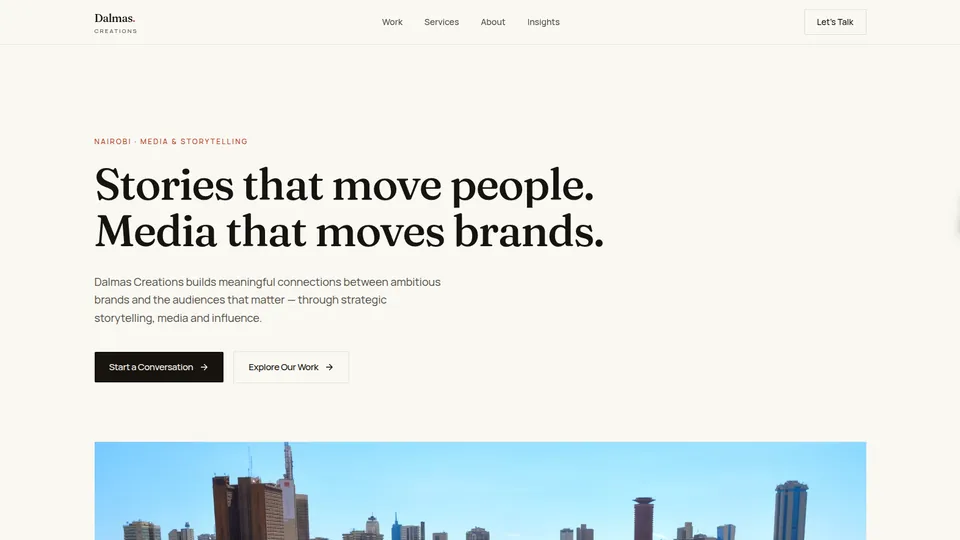 Dalmas.
CREATIONS
Work
Services
About
Insights
Let's Talk
NAIROBI · MEDIA & STORYTELLING
Stories that move people.
Media that moves brands.
Dalmas Creations builds meaningful connections between ambitious
brands and the audiences that matter — through strategic
storytelling, media and influence.
Start a Conversation →
Explore Our Work →